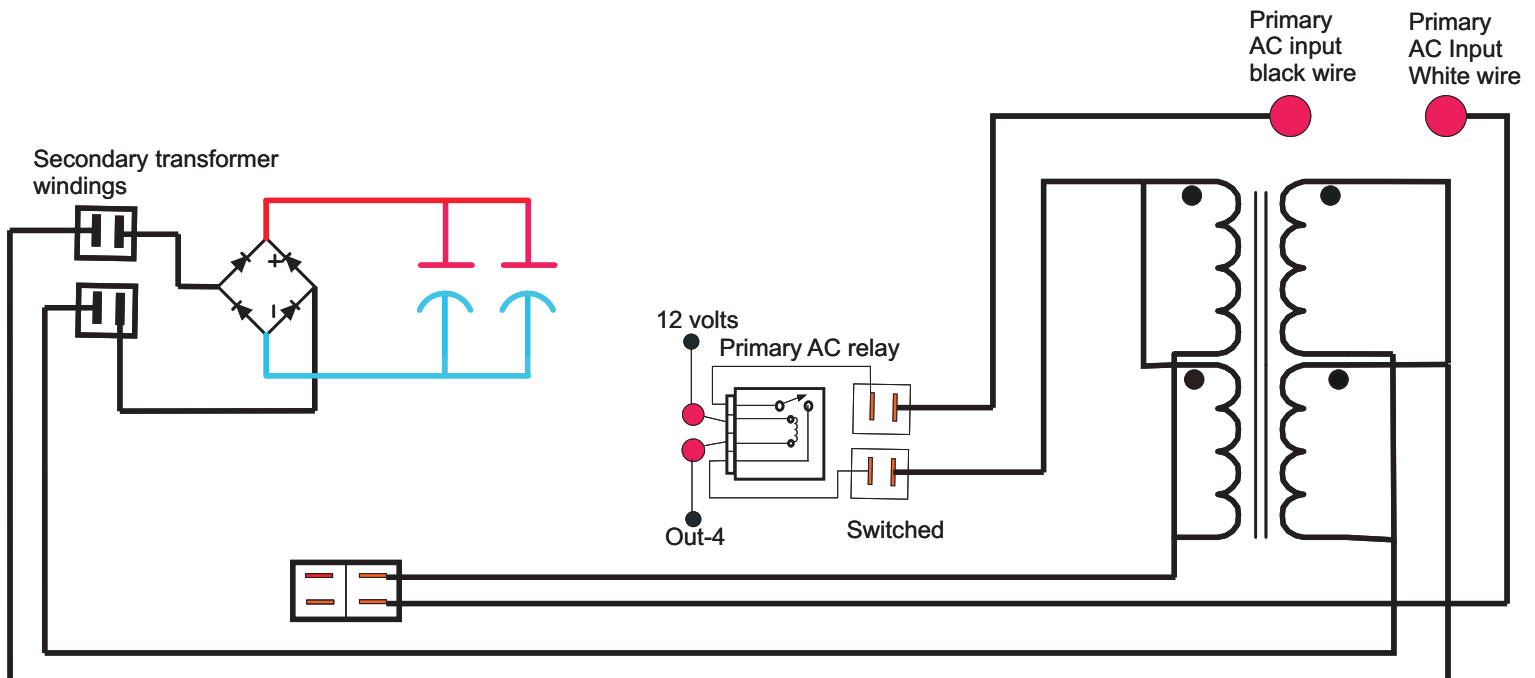 Primary
AC input
black wire
Primary
AC Input
White wire
Secondary transformer
windings
12 volts
Primary AC relay
Out-4
Switched